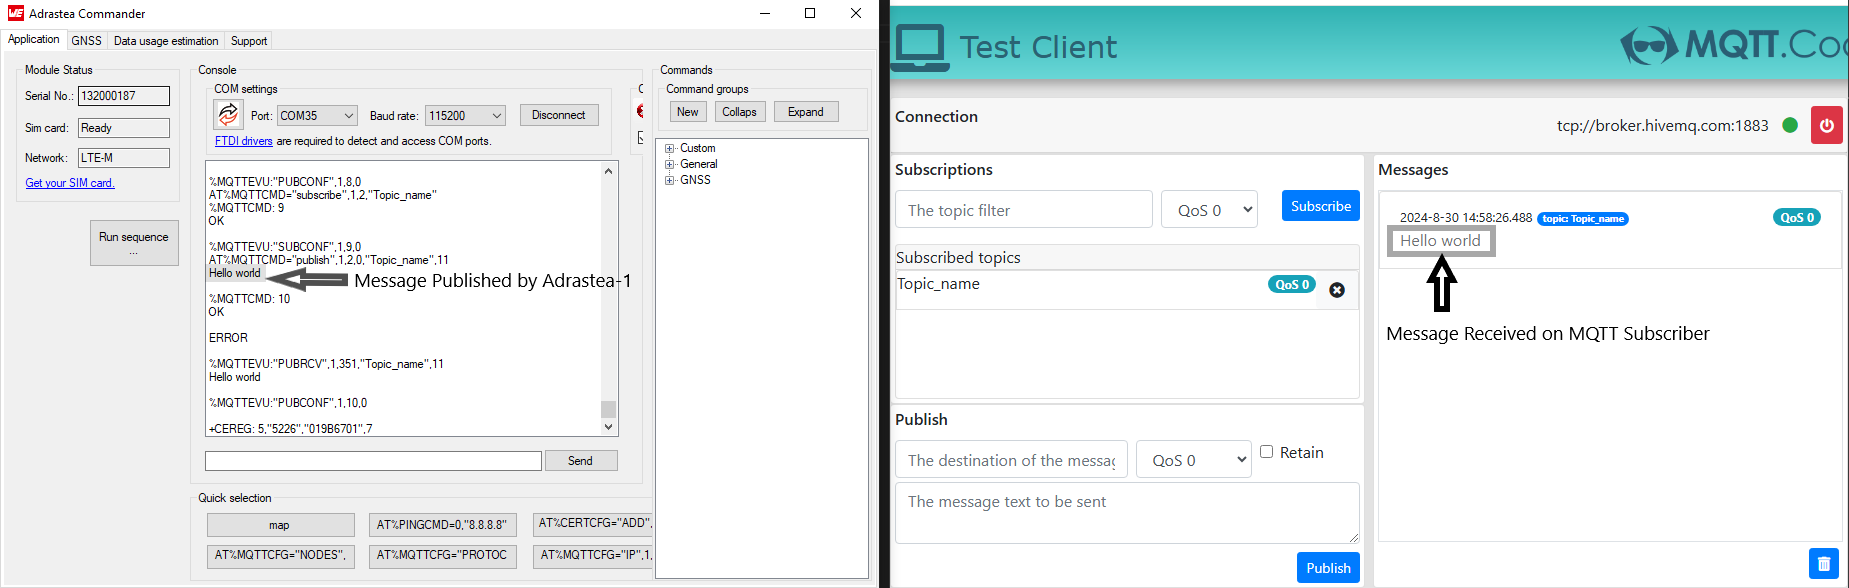 WE Adrastea Commander
Application GNSS Data usage estimation Support
Module Status
Serial No.: 132000187
Sim card: Ready
Network: LTE-M
Get your SIM card.
Run sequence
...
Console
COM settings
Port: COM35 Baud rate: 115200 Disconnect
FTDI drivers are required to detect and access COM ports.
%MQTTEVU:"PUBCONF",1,8,0
AT%MQTTCMD="subscribe",1,2,"Topic_name"
%MQTTCMD: 9
OK
%MQTTEVU:"SUBCONF",1,9,0
AT%MQTTCMD="publish",1,2,0,"Topic_name",11
Hello world
Message Published by Adrastea-1
%MQTTCMD: 10
OK
ERROR
%MQTTEVU:"PUBRCV",1,351,"Topic_name",11
Hello world
%MQTTEVU:"PUBCONF",1,10,0
+CEREG: 5,"5226","019B6701",7
Send
Quick selection
map AT%PINGCMD=0,"8.8.8.8" AT%CERTCFG="ADD",
AT%MQTTCFG="NODES", AT%MQTTCFG="PROTOC AT%MQTTCFG="IP",1,
Commands
Command groups
New Collaps Expand
Custom
General
GNSS
Test Client
MQTT.Coo
Connection
tcp://broker.hivemq.com:1883
Subscriptions
The topic filter QoS 0 Subscribe
Subscribed topics
Topic_name QoS 0
Publish
The destination of the messag QoS 0 Retain
The message text to be sent
Publish
Messages
2024-8-30 14:58:26.488 topic: Topic_name QoS 0
Hello world
Message Received on MQTT Subscriber